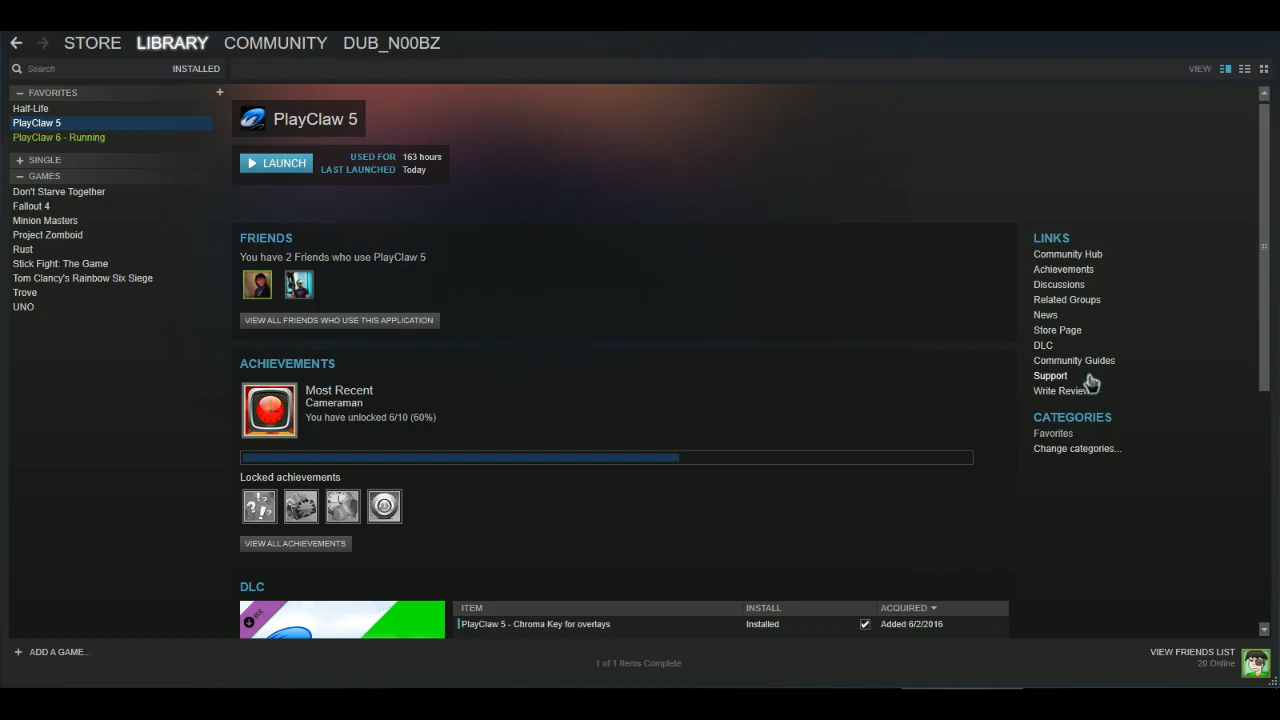 STORE LIBRARY COMMUNITY DUB_N00BZ
Search INSTALLED VIEW
FAVORITES
Half-Life
PlayClaw 5
PlayClaw 6 - Running
SINGLE
GAMES
Don't Starve Together
Fallout 4
Minion Masters
Project Zomboid
Rust
Stick Fight: The Game
Tom Clancy's Rainbow Six Siege
Trove
UNO
PlayClaw 5
LAUNCH
USED FOR 163 hours
LAST LAUNCHED Today
FRIENDS
You have 2 Friends who use PlayClaw 5
VIEW ALL FRIENDS WHO USE THIS APPLICATION
ACHIEVEMENTS
Most Recent
Cameraman
You have unlocked 6/10 (60%)
Locked achievements
VIEW ALL ACHIEVEMENTS
DLC
DLC
ITEM INSTALL ACQUIRED
PlayClaw 5 - Chroma Key for overlays Installed Added 6/2/2016
LINKS
Community Hub
Achievements
Discussions
Related Groups
News
Store Page
DLC
Community Guides
Support
Write Review
CATEGORIES
Favorites
Change categories...
ADD A GAME...
1 of 1 Items Complete
VIEW FRIENDS LIST
20 Online